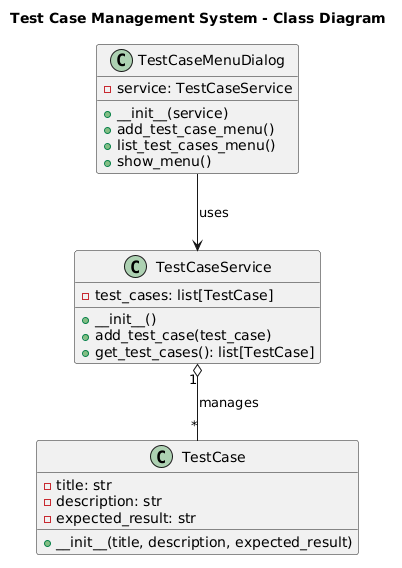 Test Case Management System - Class Diagram
C TestCaseMenuDialog
service: TestCaseService
__init__(service)
add_test_case_menu()
list_test_cases_menu()
show_menu()
uses
C TestCaseService
test_cases: list[TestCase]
__init__()
add_test_case(test_case)
get_test_cases(): list[TestCase]
1
manages
*
C TestCase
title: str
description: str
expected_result: str
__init__(title, description, expected_result)